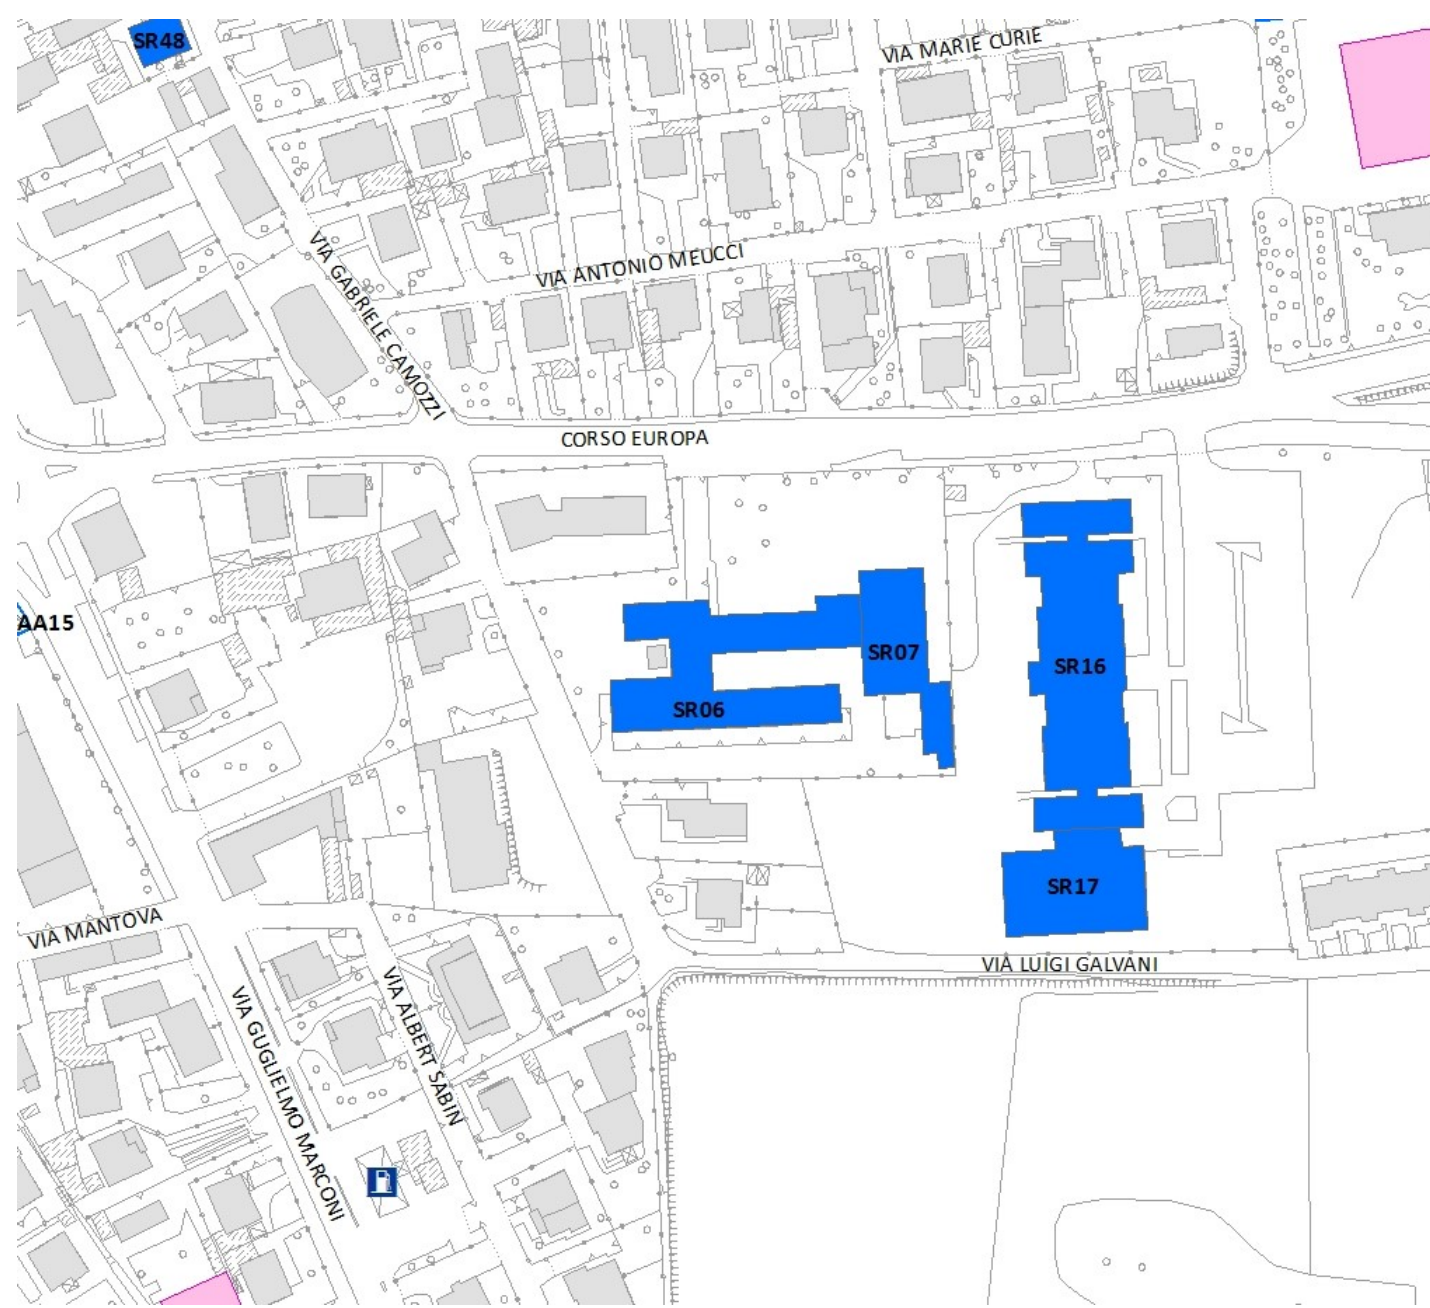 SR48
VIA MARIE CURIE
VIA GABRIELE CAMOZZI
VIA ANTONIO MEUCCI
CORSO EUROPA
AA15
SR07
SR16
SR06
SR17
VIA MANTOVA
VIA LUIGI GALVANI
VIA GUGLIELMO MARCONI
VIA ALBERT SABIN